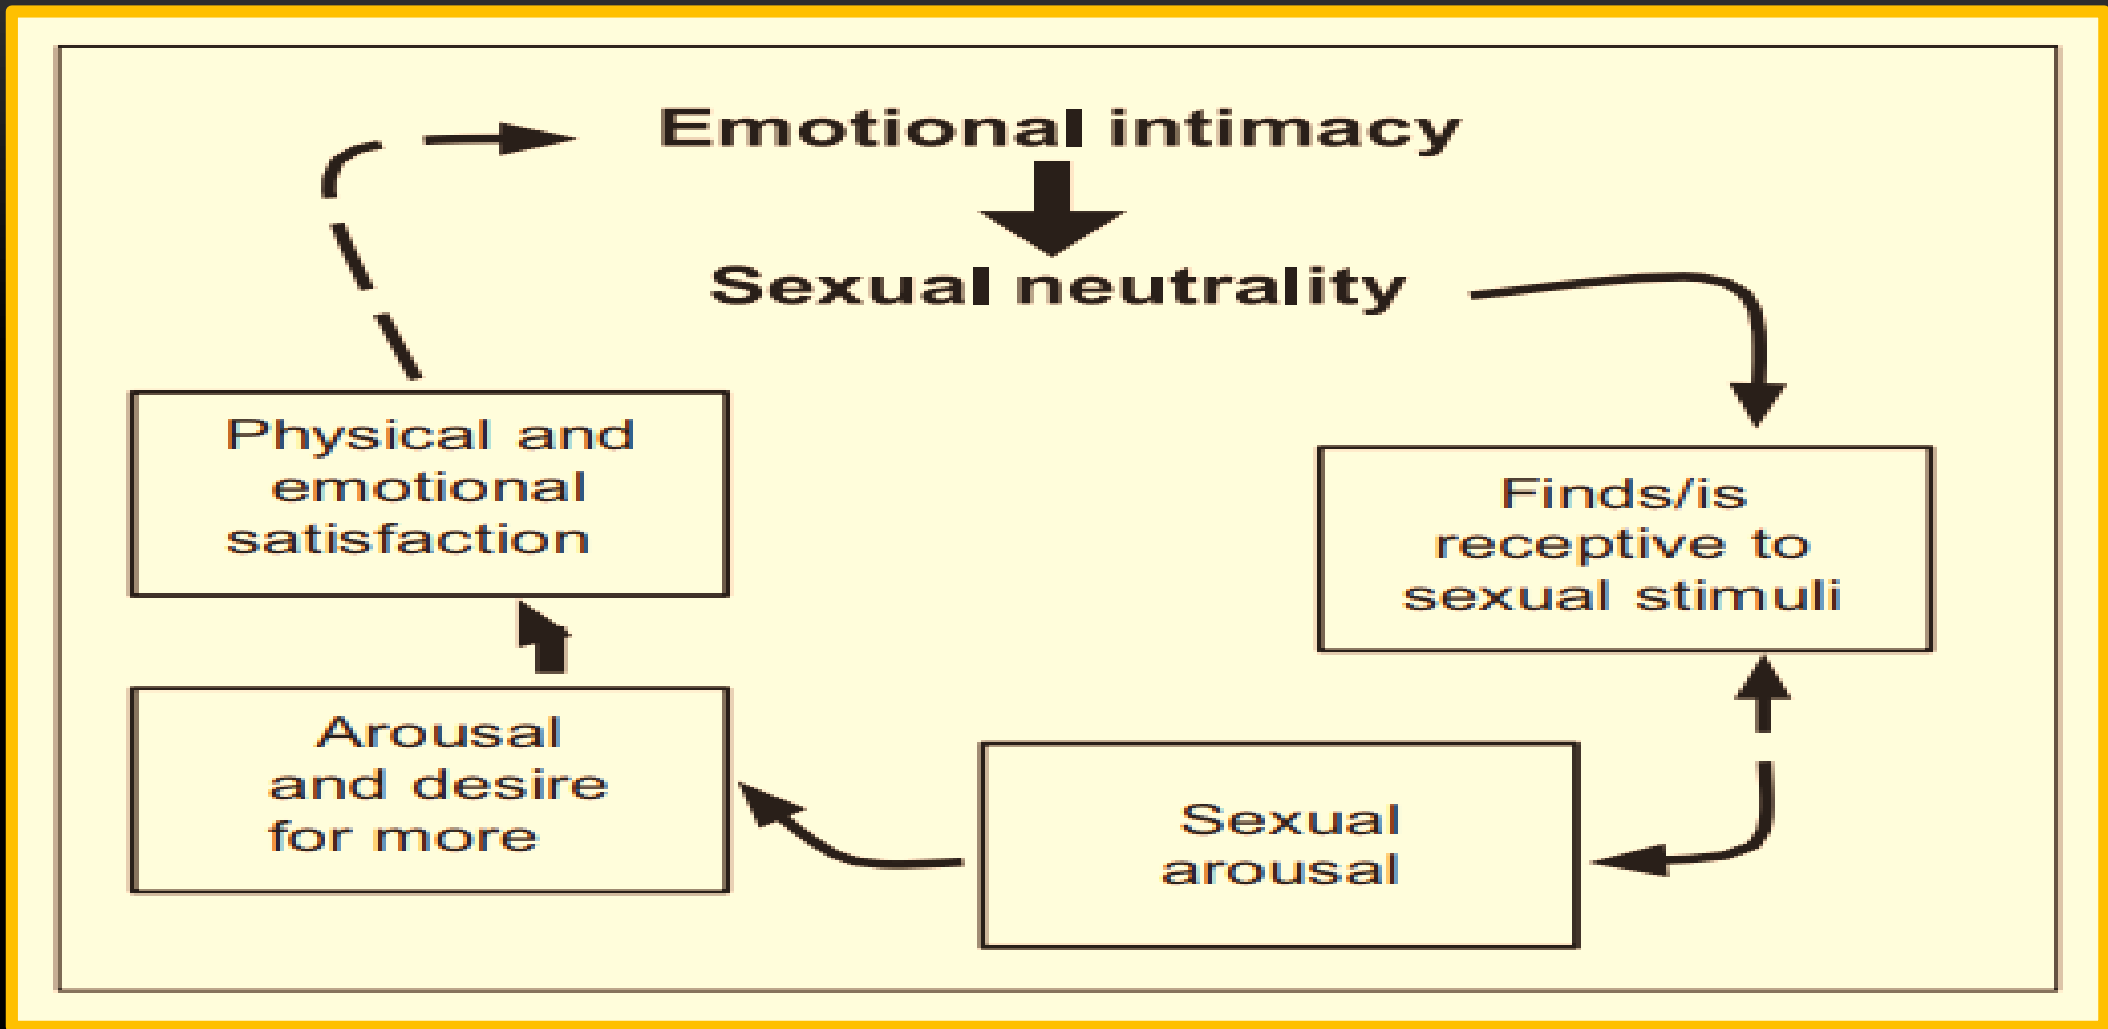 Emotional intimacy
Sexual neutrality
Physical and
emotional
satisfaction
Finds/is
receptive to
sexual stimuli
Arousal
and desire
for more
Sexual
arousal